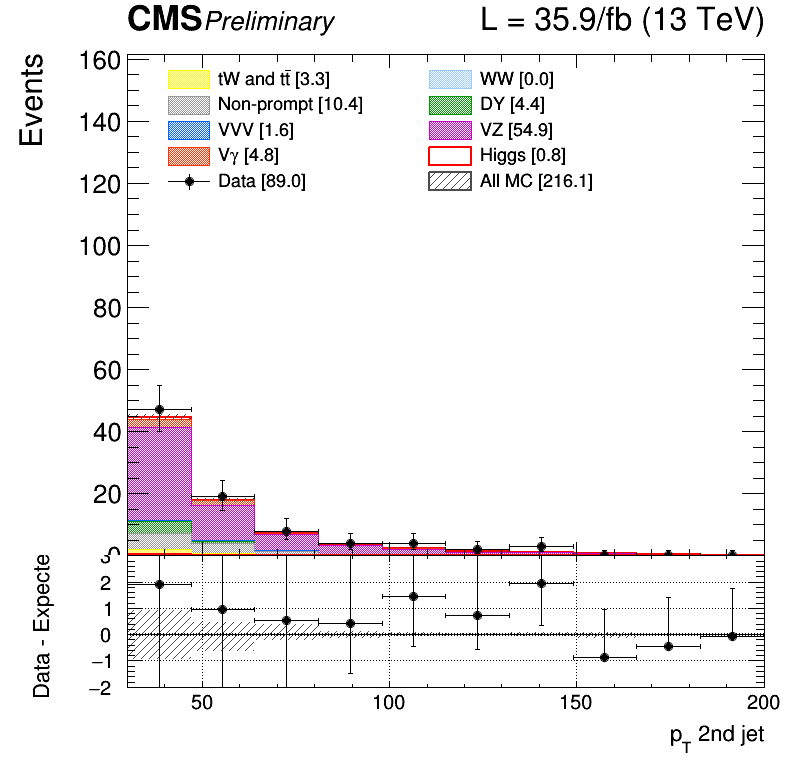 CMS Preliminary L = 35.9/fb (13 TeV)
Events
160
140
120
100
80
60
40
20
tW and tt̄ [3.3]
Non-prompt [10.4]
VVV [1.6]
Vγ [4.8]
Data [89.0]
WW [0.0]
DY [4.4]
VZ [54.9]
Higgs [0.8]
All MC [216.1]
Data - Expecte
2
1
0
−1
−2
50 100 150 200
p_T 2nd jet